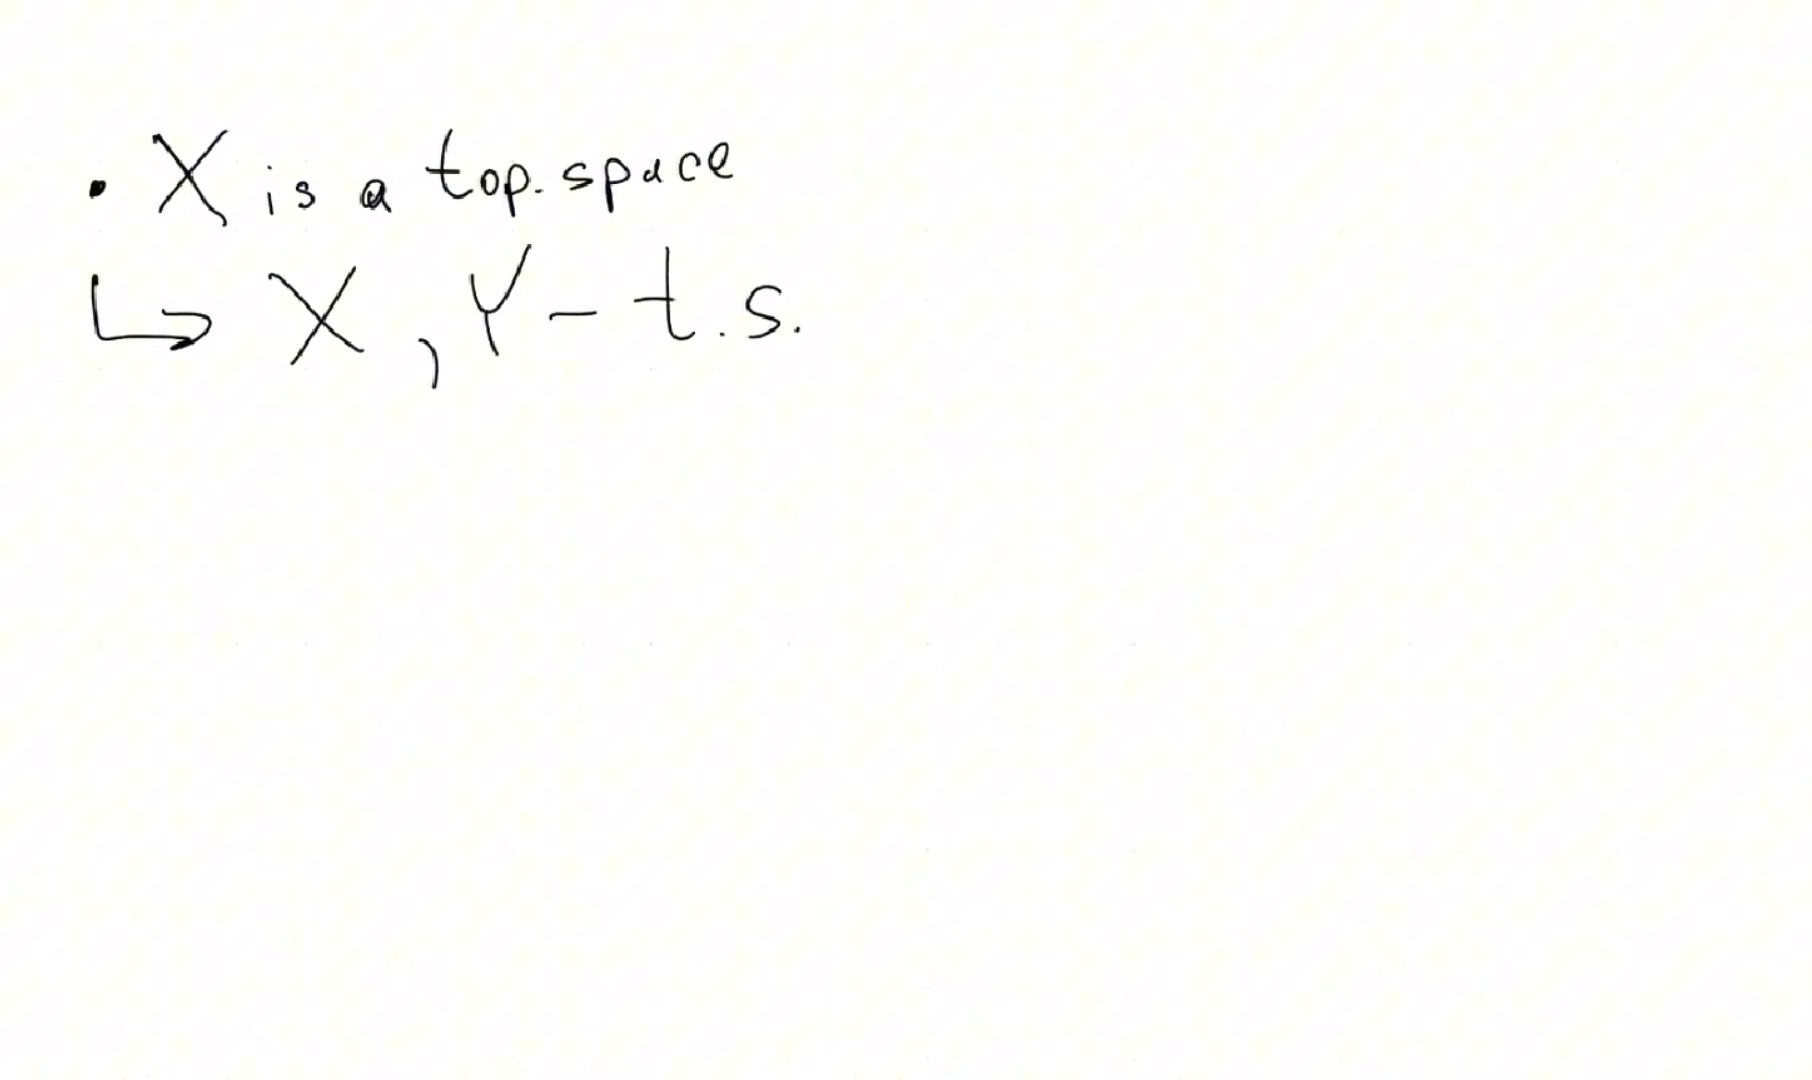 • X is a top. space
↳ X, Y - t.s.